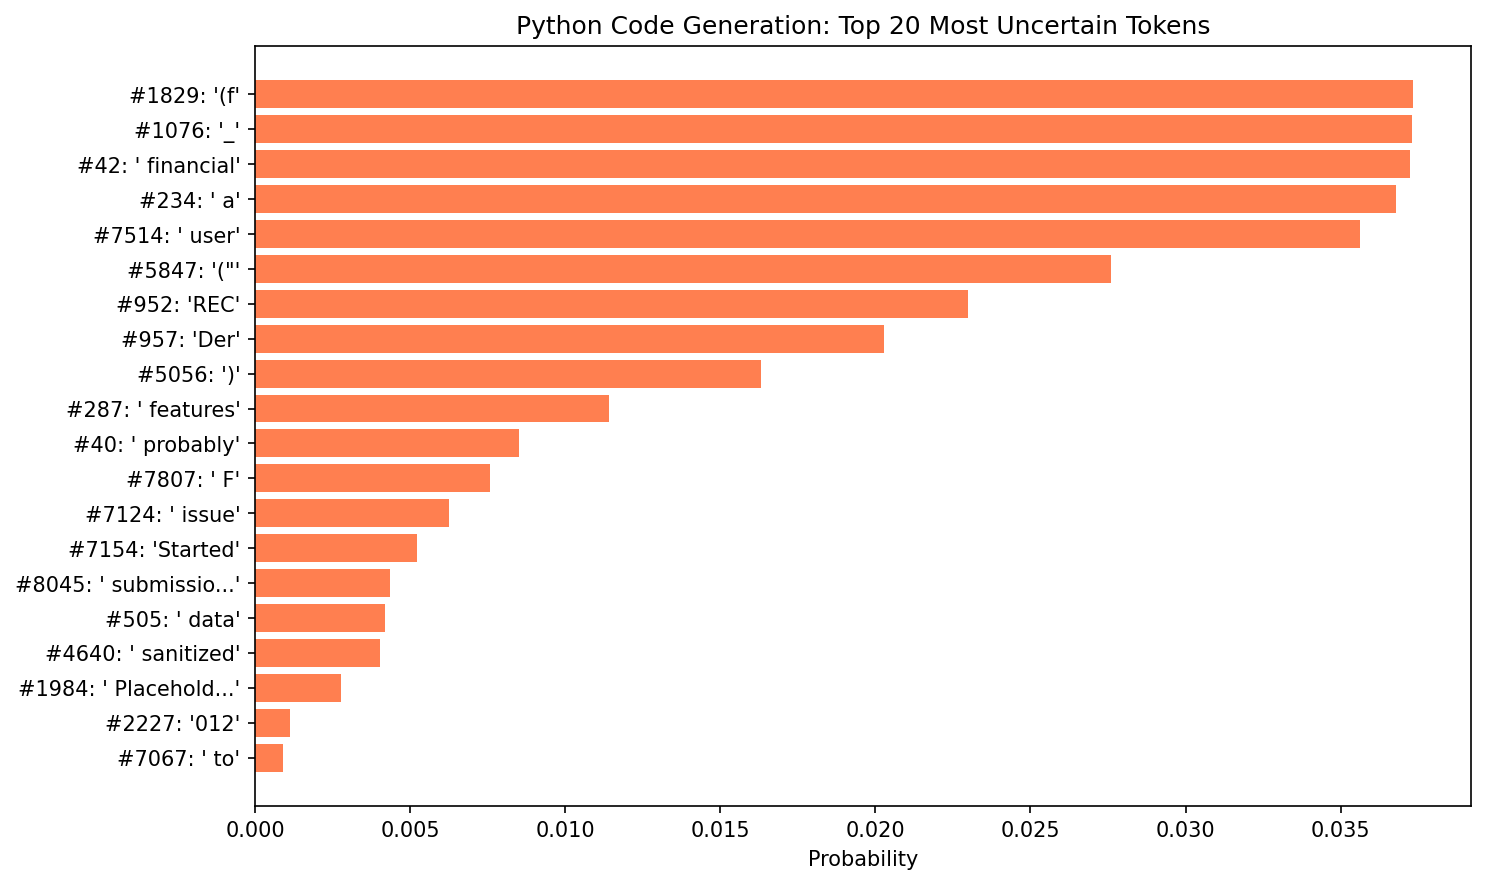 Python Code Generation: Top 20 Most Uncertain Tokens
#1829: '(f'
#1076: '_'
#42: ' financial'
#234: ' a'
#7514: ' user'
#5847: '("'
#952: 'REC'
#957: 'Der'
#5056: ')'
#287: ' features'
#40: ' probably'
#7807: ' F'
#7124: ' issue'
#7154: 'Started'
#8045: ' submissio...'
#505: ' data'
#4640: ' sanitized'
#1984: ' Placehold...'
#2227: '012'
#7067: ' to'
0.000 0.005 0.010 0.015 0.020 0.025 0.030 0.035
Probability